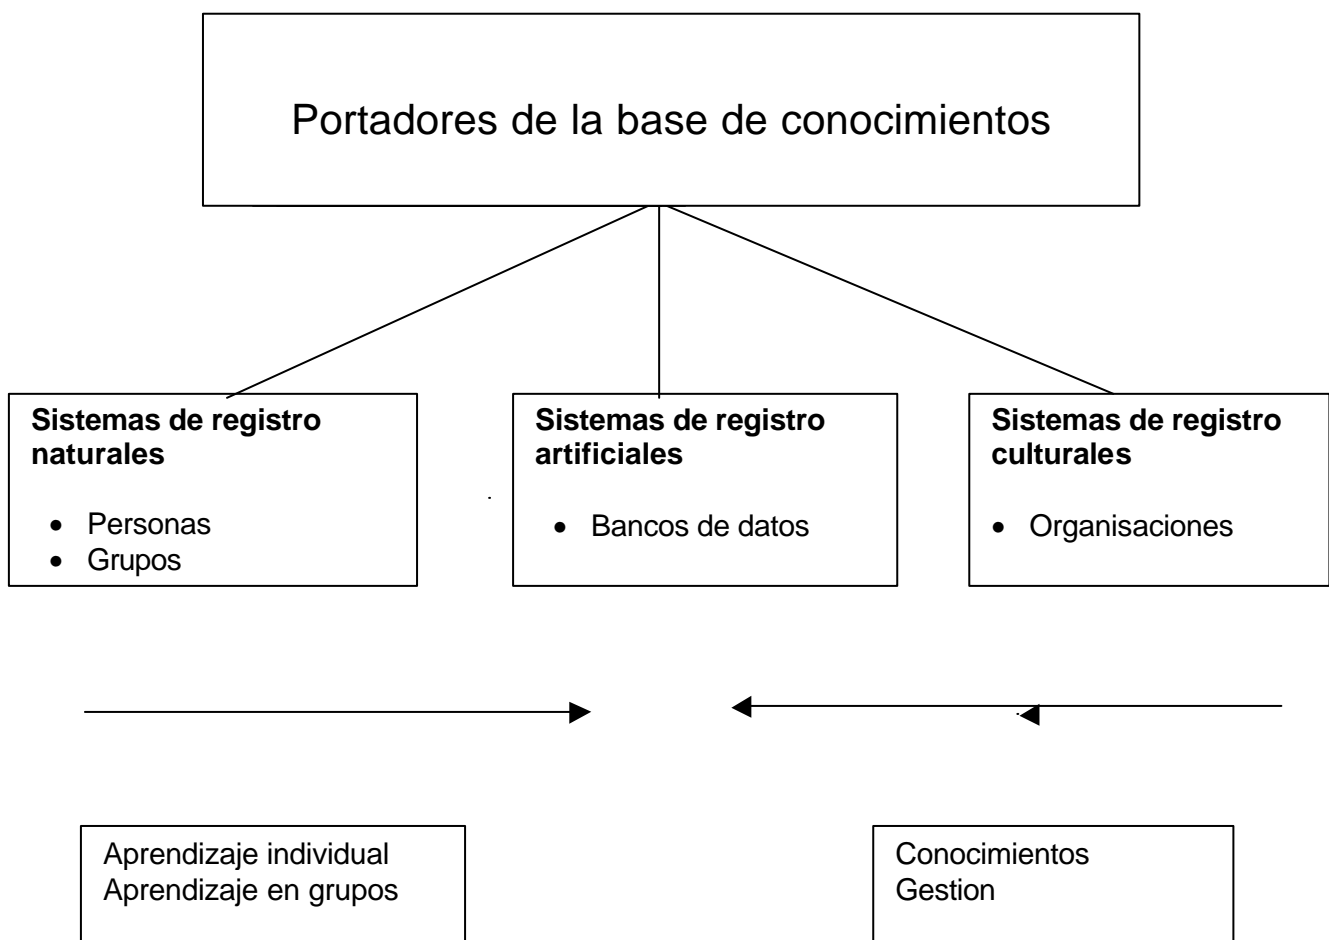 Portadores de la base de conocimientos
Sistemas de registro
naturales
• Personas
• Grupos
Sistemas de registro
artificiales
• Bancos de datos
Sistemas de registro
culturales
• Organisaciones
Aprendizaje individual
Aprendizaje en grupos
Conocimientos
Gestion